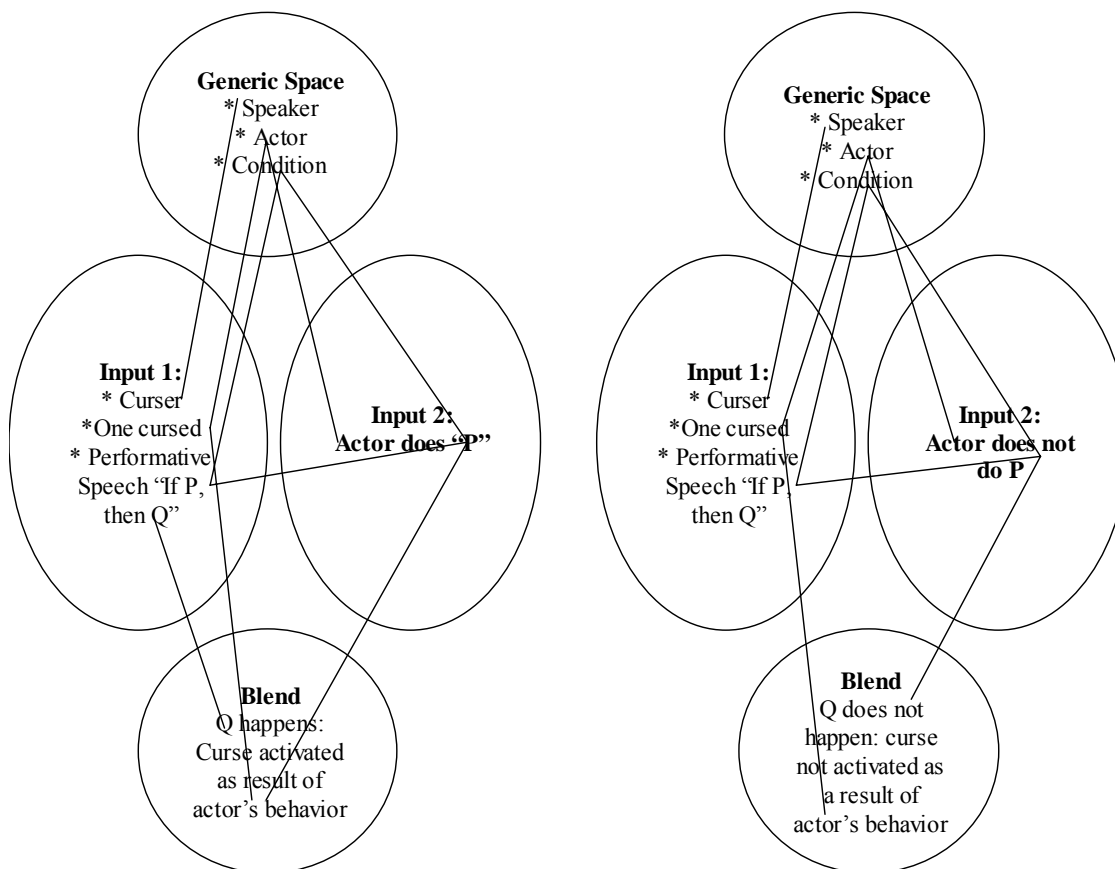 Generic Space
* Speaker
* Actor
* Condition
Input 1:
* Curser
*One cursed
* Performative
Speech “If P,
then Q”
Input 2:
Actor does “P”
Blend
Q happens:
Curse activated
as result of
actor’s behavior
Generic Space
* Speaker
* Actor
* Condition
Input 1:
* Curser
*One cursed
* Performative
Speech “If P,
then Q”
Input 2:
Actor does not
do P
Blend
Q does not
happen: curse
not activated as
a result of
actor’s behavior